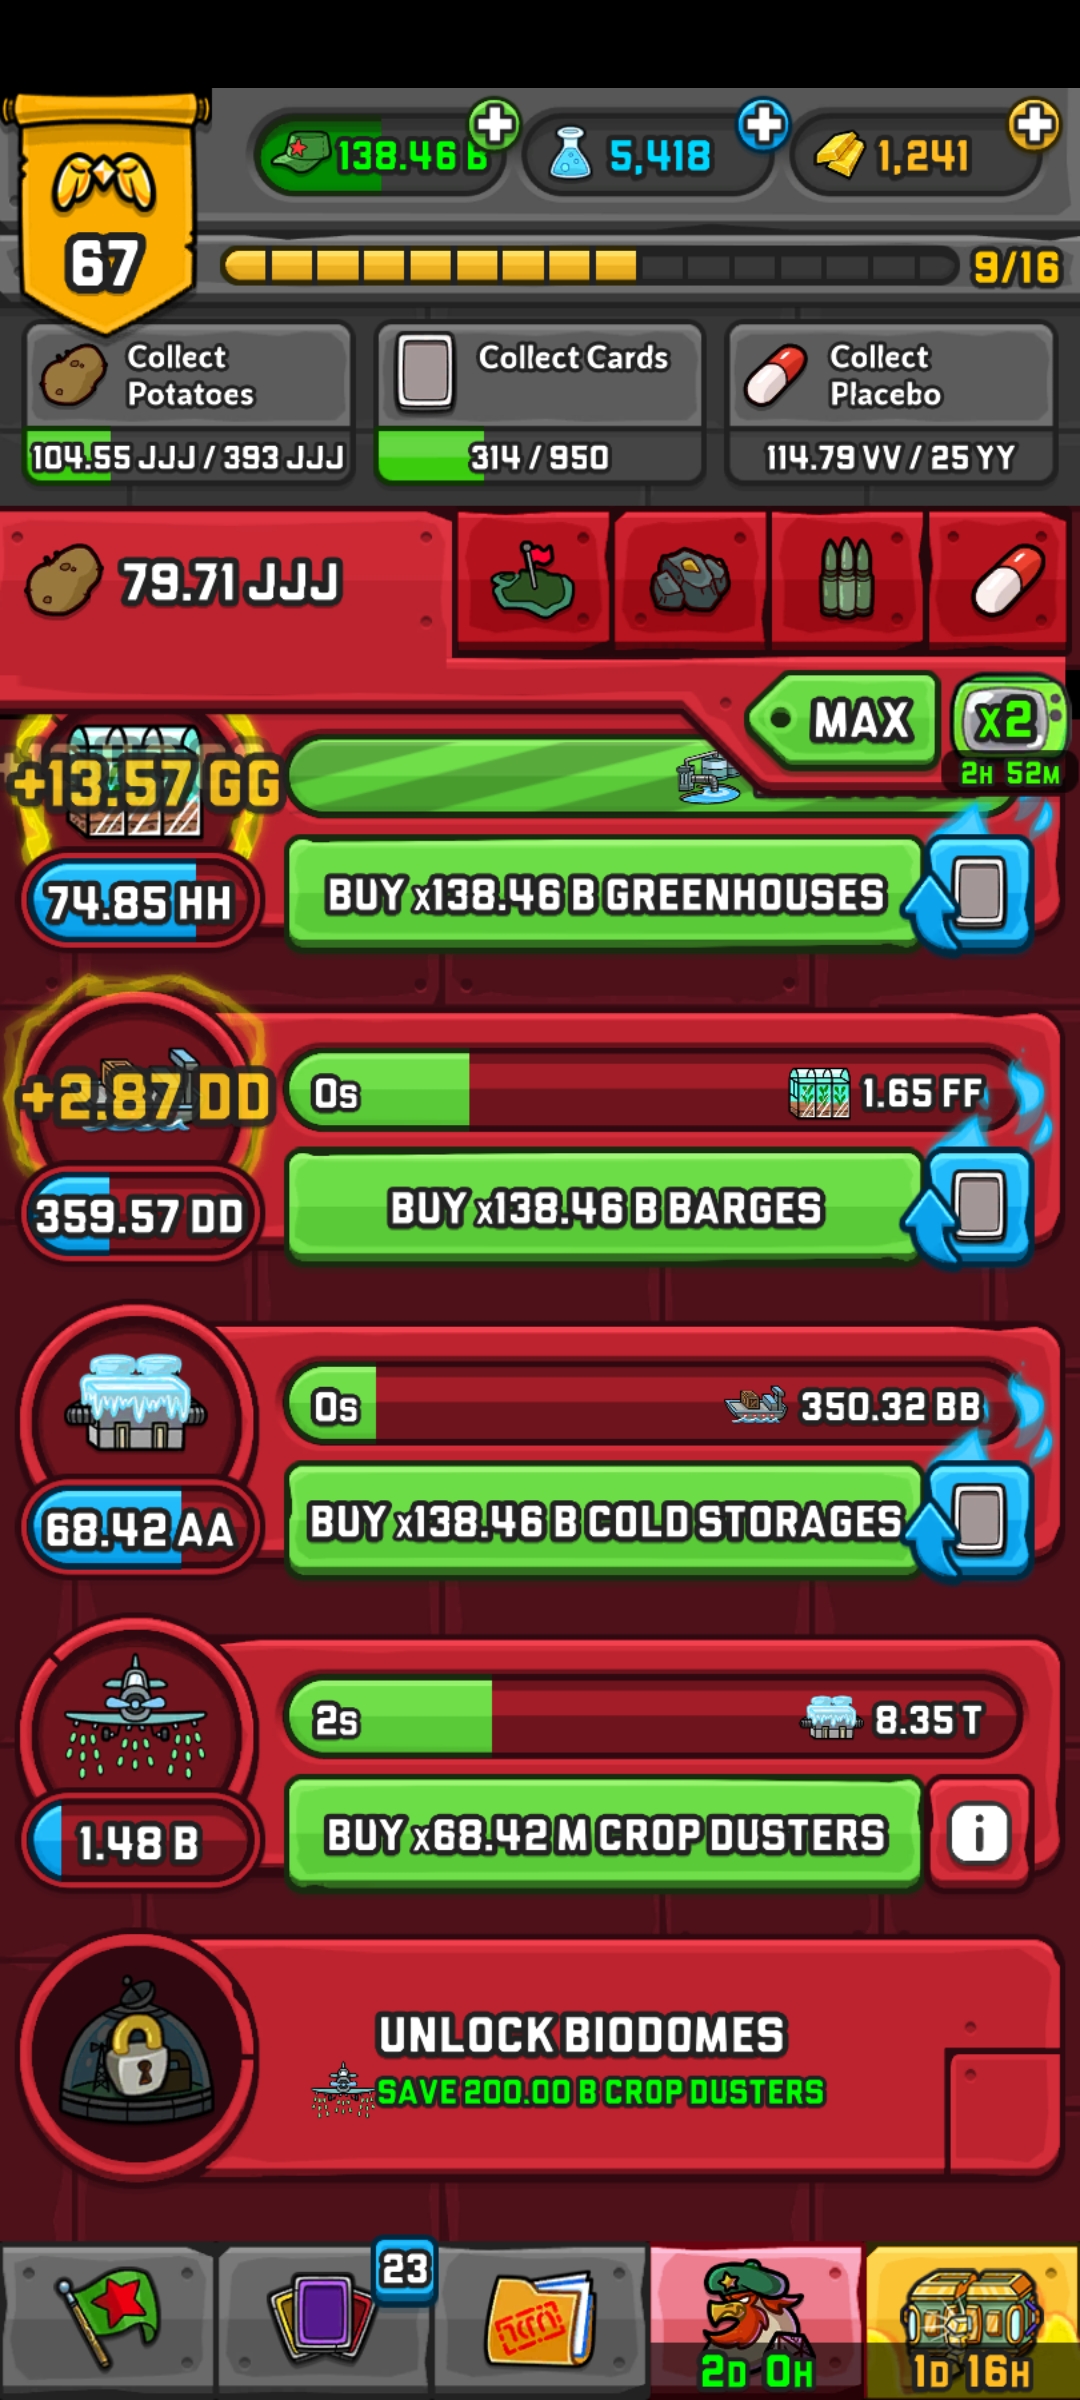 138.46 B
5,418
1,241
67
9/16
Collect Potatoes
104.55 JJJ / 393 JJJ
Collect Cards
314 / 950
Collect Placebo
114.79 VV / 25 YY
79.71 JJJ
MAX
x2
2H 52M
+13.57 GG
74.85 HH
BUY x138.46 B GREENHOUSES
+2.87 DD
0s
1.65 FF
359.57 DD
BUY x138.46 B BARGES
0s
350.32 BB
68.42 AA
BUY x138.46 B COLD STORAGES
2s
8.35 T
1.48 B
BUY x68.42 M CROP DUSTERS
i
UNLOCK BIODOMES
SAVE 200.00 B CROP DUSTERS
23
2D 0H
1D 16H